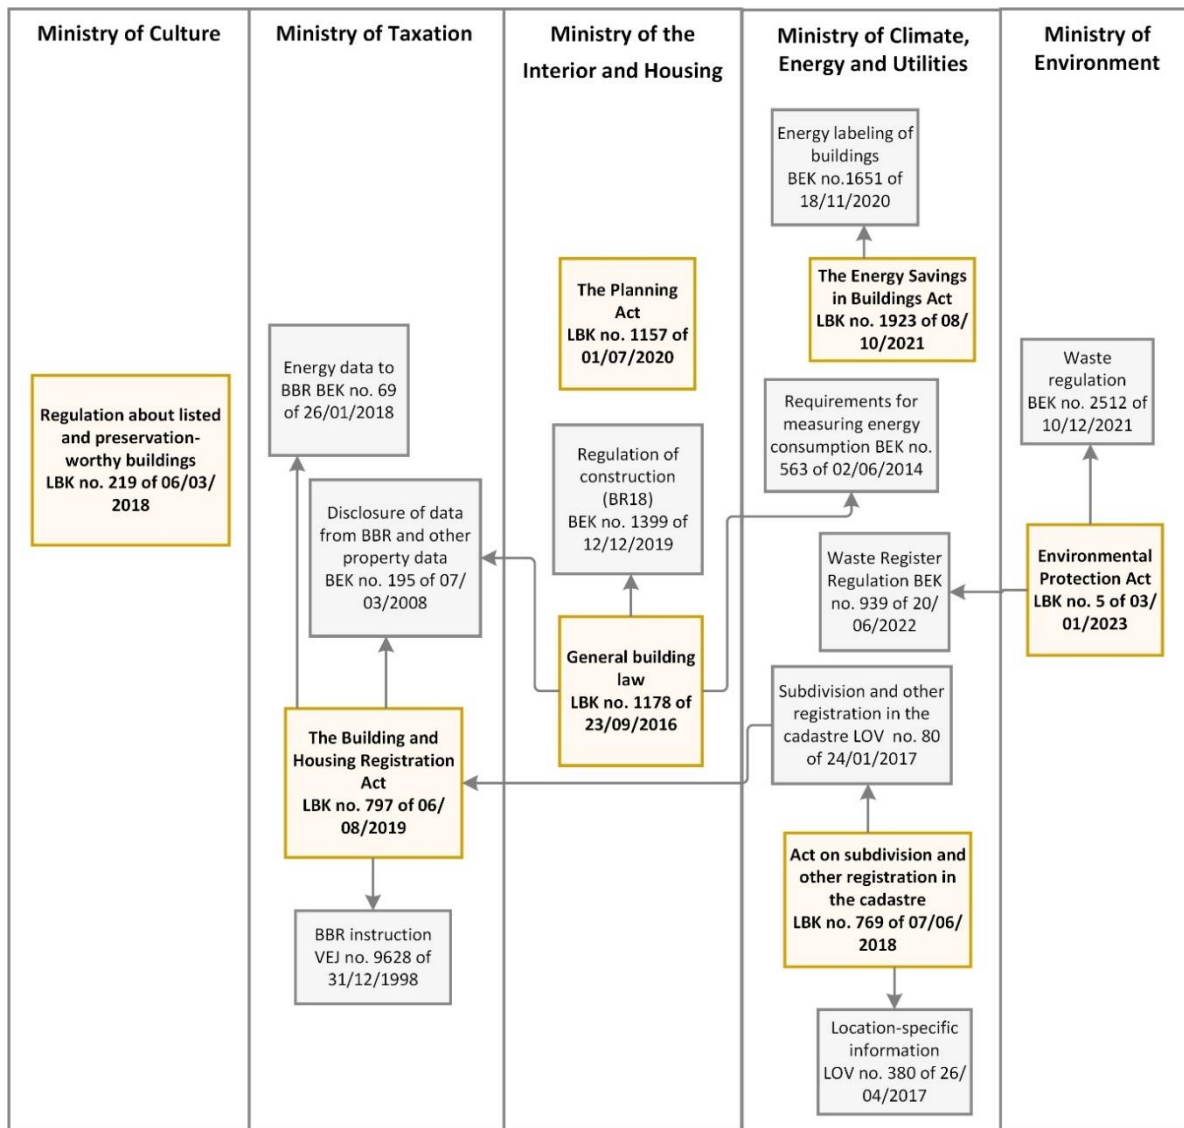 Ministry of Culture
Ministry of Taxation
Ministry of the
Interior and Housing
Ministry of Climate,
Energy and Utilities
Ministry of
Environment
Regulation about listed
and preservation-
worthy buildings
LBK no. 219 of 06/03/
2018
Energy data to
BBR BEK no. 69
of 26/01/2018
Disclosure of data
from BBR and other
property data
BEK no. 195 of 07/
03/2008
The Building and
Housing Registration
Act
LBK no. 797 of 06/
08/2019
BBR instruction
VEJ no. 9628 of
31/12/1998
The Planning
Act
LBK no. 1157 of
01/07/2020
Regulation of
construction
(BR18)
BEK no. 1399 of
12/12/2019
General building
law
LBK no. 1178 of
23/09/2016
Energy labeling of
buildings
BEK no.1651 of
18/11/2020
The Energy Savings
in Buildings Act
LBK no. 1923 of 08/
10/2021
Requirements for
measuring energy
consumption BEK no.
563 of 02/06/2014
Waste Register
Regulation BEK
no. 939 of 20/
06/2022
Subdivision and other
registration in the
cadastre LOV no. 80
of 24/01/2017
Act on subdivision and
other registration in
the cadastre
LBK no. 769 of 07/06/
2018
Location-specific
information
LOV no. 380 of 26/
04/2017
Waste
regulation
BEK no. 2512 of
10/12/2021
Environmental
Protection Act
LBK no. 5 of 03/
01/2023